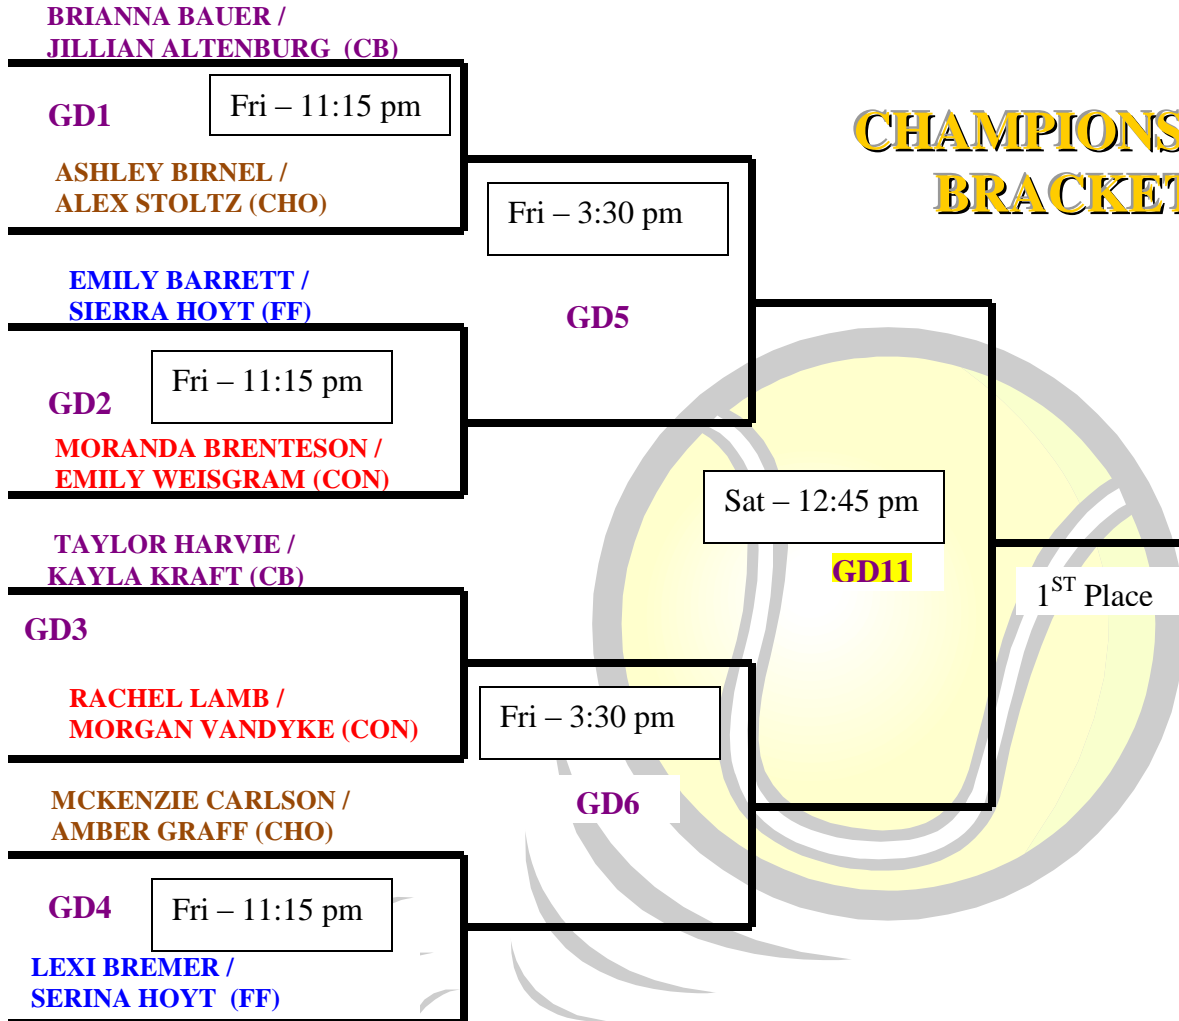 BRIANNA BAUER /
JILLIAN ALTENBURG (CB)
GD1
Fri – 11:15 pm
ASHLEY BIRNEL /
ALEX STOLTZ (CHO)
Fri – 3:30 pm
GD5
EMILY BARRETT /
SIERRA HOYT (FF)
GD2
Fri – 11:15 pm
MORANDA BRENTESON /
EMILY WEISGRAM (CON)
CHAMPIONS
BRACKET
Sat – 12:45 pm
GD11
1ST Place
TAYLOR HARVIE /
KAYLA KRAFT (CB)
GD3
RACHEL LAMB /
MORGAN VANDYKE (CON)
Fri – 3:30 pm
GD6
MCKENZIE CARLSON /
AMBER GRAFF (CHO)
GD4
Fri – 11:15 pm
LEXI BREMER /
SERINA HOYT (FF)